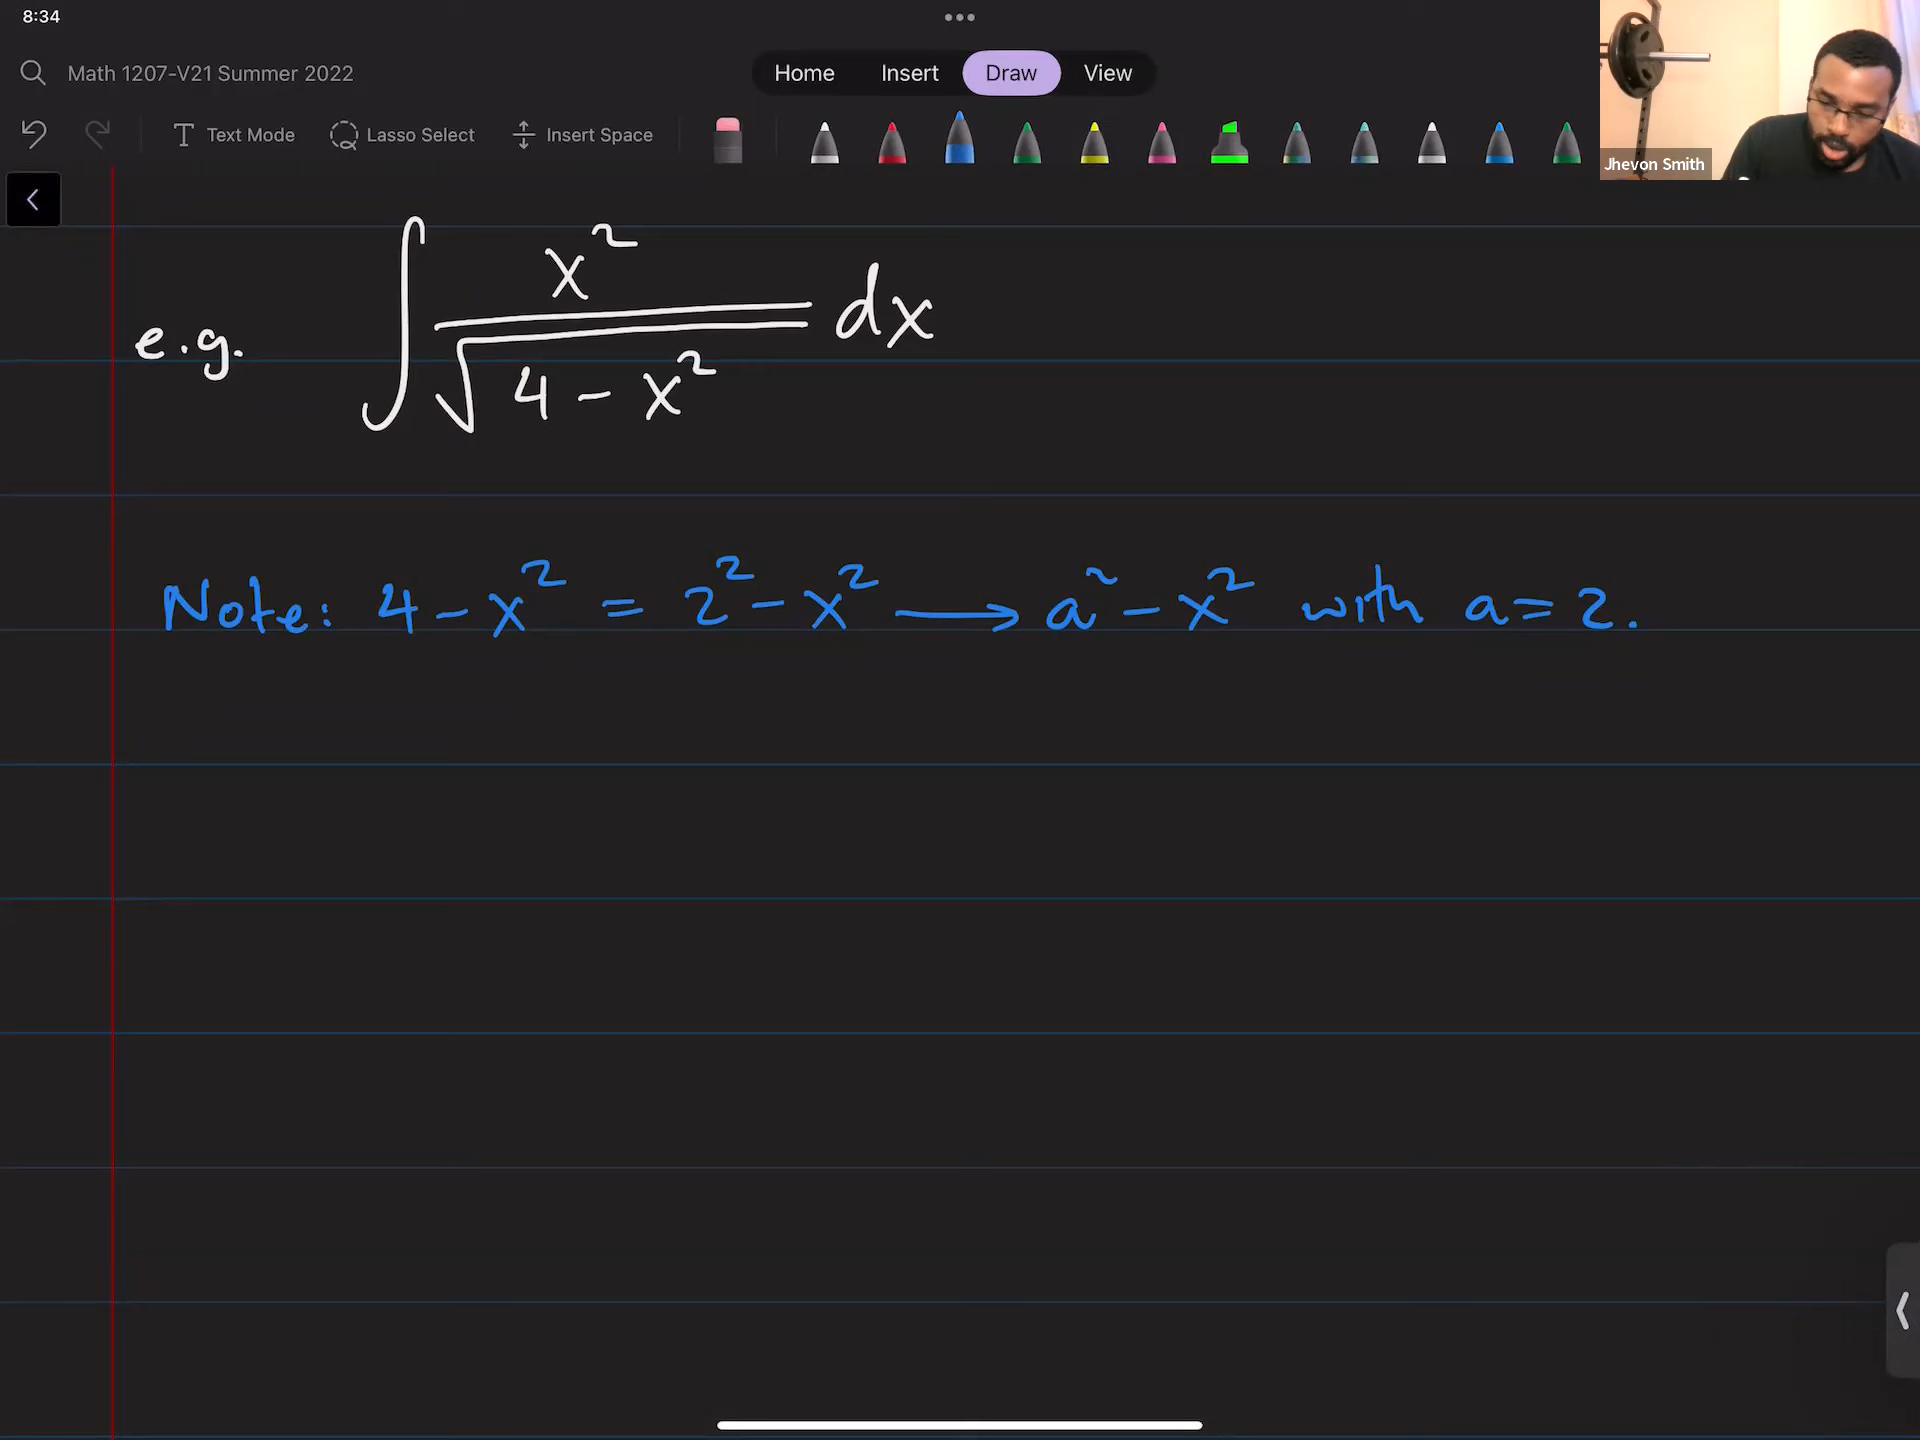 8:34
Math 1207-V21 Summer 2022
Home Insert Draw View
Text Mode Lasso Select Insert Space
Jhevon Smith
e.g. ∫ x² / √(4 - x²) dx
Note: 4 - x² = 2² - x² ⟶ a² - x² with a = 2.